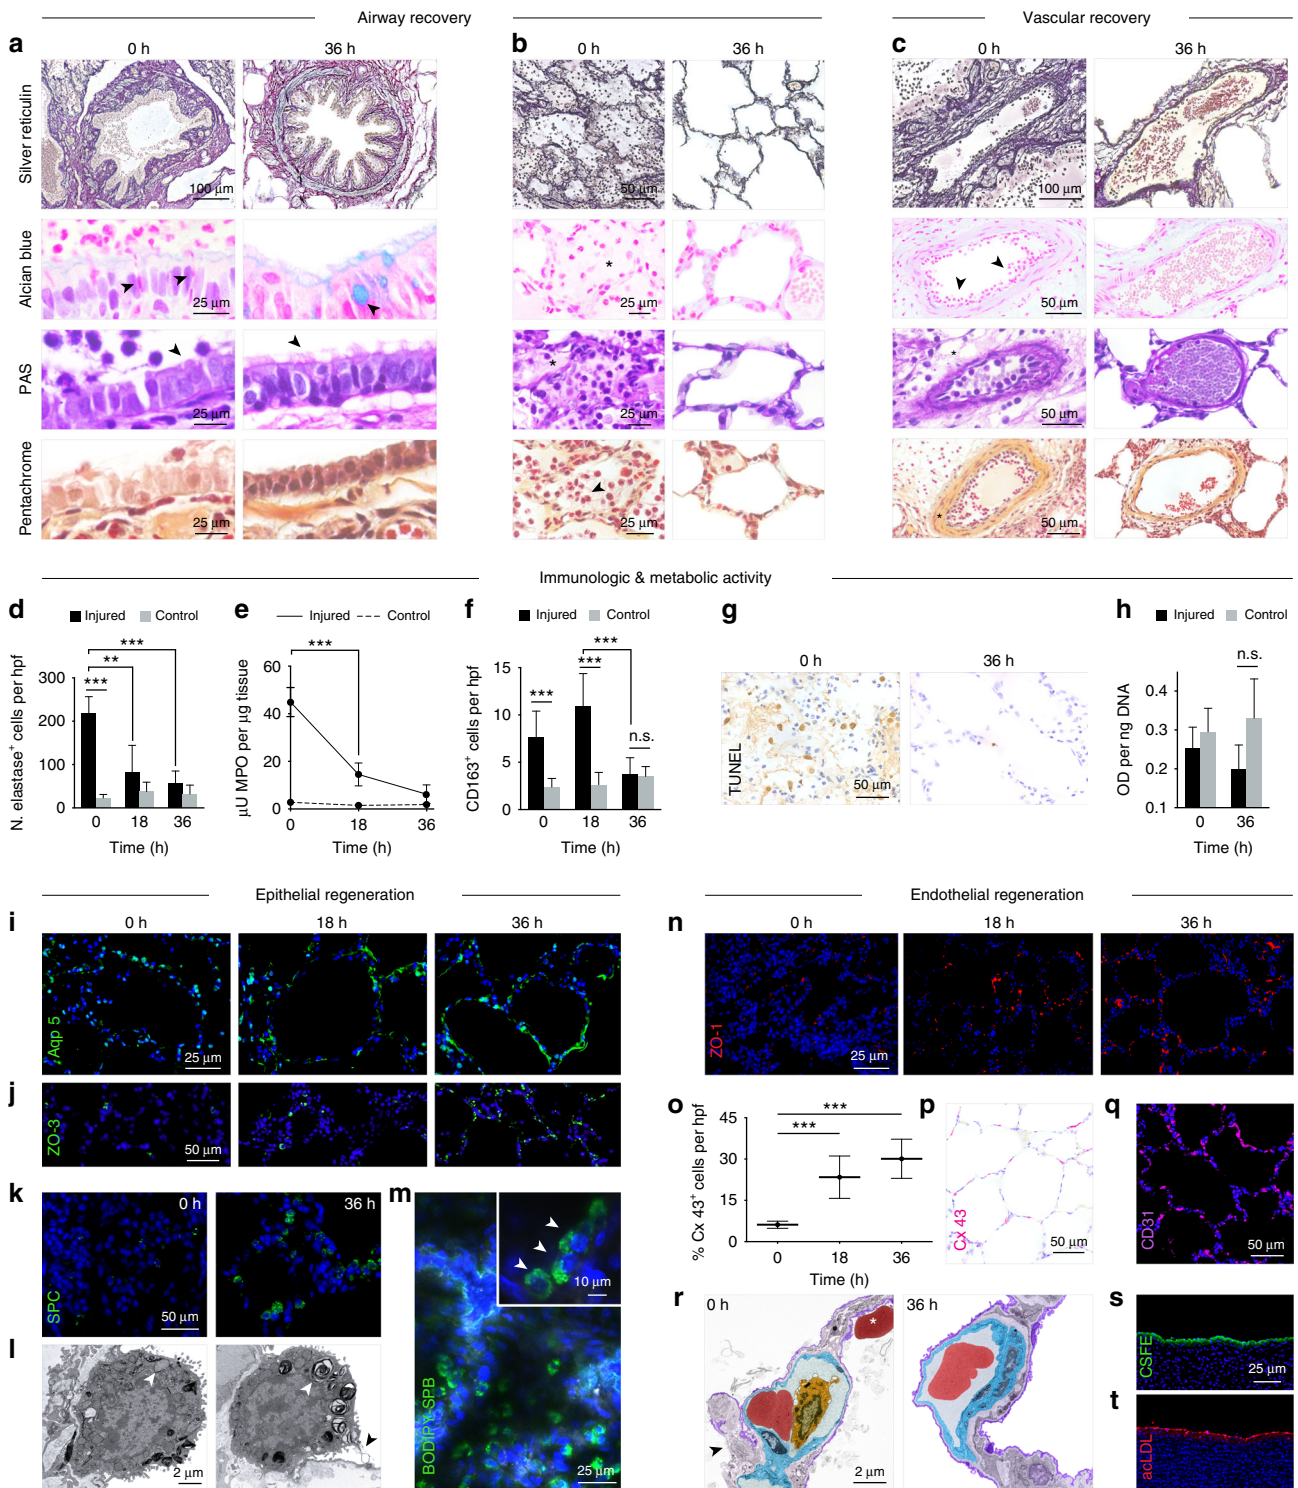 Airway recovery
Vascular recovery
a
0 h
36 h
b
0 h
36 h
c
0 h
36 h
Silver reticulin
100 µm
50 µm
100 µm
Alcian blue
25 µm
*
25 µm
50 µm
PAS
25 µm
*
25 µm
*
50 µm
Pentachrome
25 µm
25 µm
*
50 µm
Immunologic & metabolic activity
d
Injured
Control
N. elastase+ cells per hpf
300
200
100
0
***
**
***
0
18
36
Time (h)
e
Injured
Control
µU MPO per µg tissue
60
40
20
0
***
0
18
36
Time (h)
f
Injured
Control
CD163+ cells per hpf
15
10
5
0
***
***
***
n.s.
0
18
36
Time (h)
g
0 h
36 h
TUNEL
50 µm
h
Injured
Control
OD per ng DNA
0.4
0.3
0.2
0.1
n.s.
0
36
Time (h)
Epithelial regeneration
Endothelial regeneration
i
0 h
18 h
36 h
Aqp 5
25 µm
j
ZO-3
50 µm
k
0 h
36 h
SPC
50 µm
l
2 µm
m
BODIPY-SPB
10 µm
25 µm
n
0 h
18 h
36 h
ZO-1
25 µm
o
% Cx 43+ cells per hpf
45
30
15
0
***
***
0
18
36
Time (h)
p
Cx 43
50 µm
q
CD31
50 µm
r
0 h
36 h
*
2 µm
s
CSFE
25 µm
t
acLDL